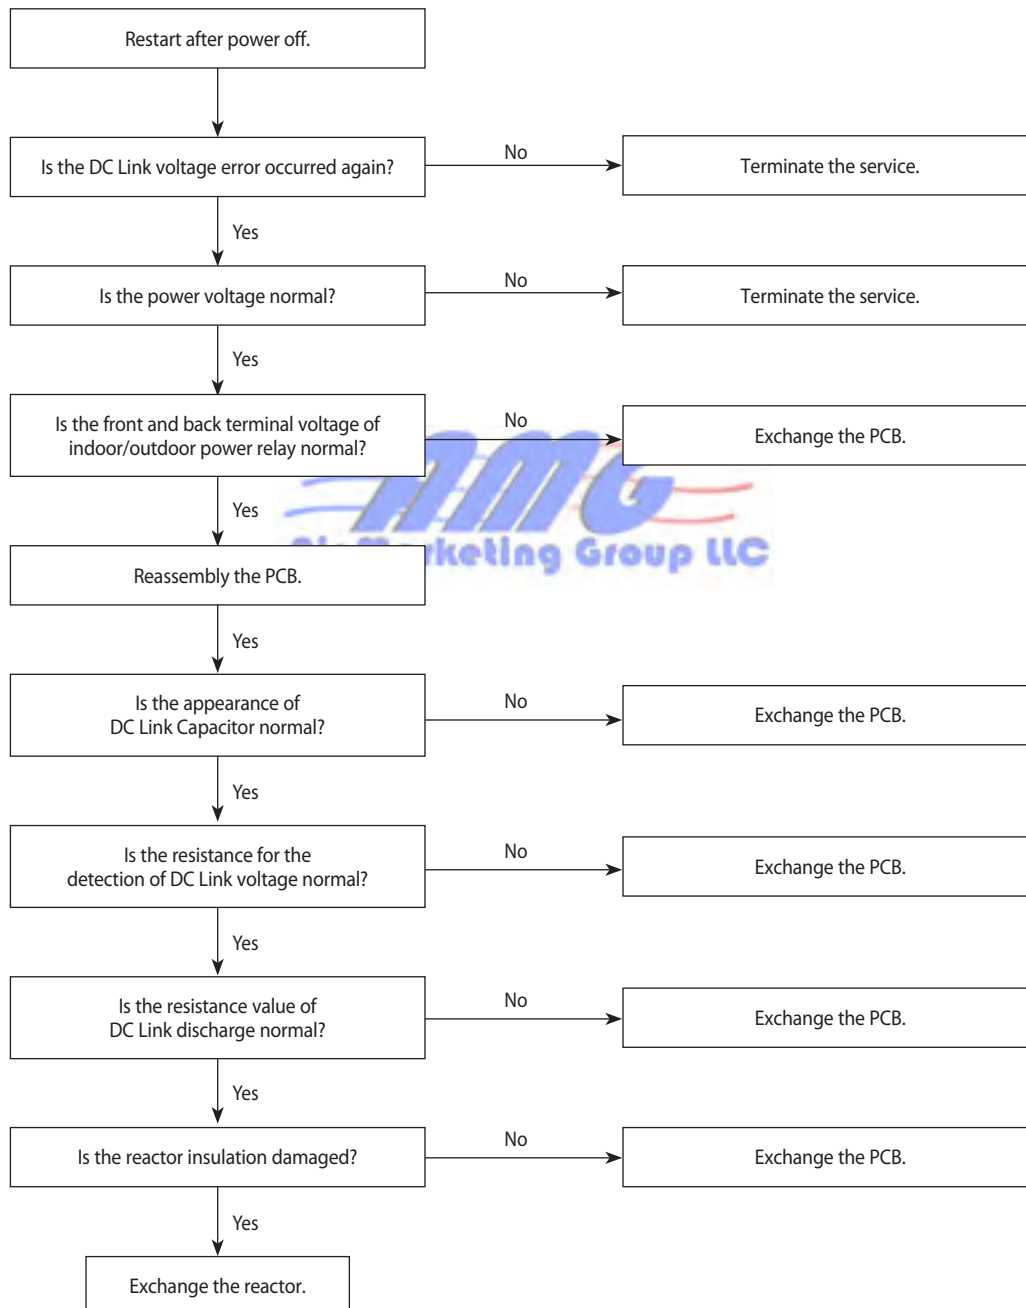 Restart after power off.
Is the DC Link voltage error occurred again?
No
Terminate the service.
Yes
Is the power voltage normal?
No
Terminate the service.
Yes
Is the front and back terminal voltage of
indoor/outdoor power relay normal?
No
Exchange the PCB.
AMG
Air Marketing Group LLC
Yes
Reassembly the PCB.
Yes
Is the appearance of
DC Link Capacitor normal?
No
Exchange the PCB.
Yes
Is the resistance for the
detection of DC Link voltage normal?
No
Exchange the PCB.
Yes
Is the resistance value of
DC Link discharge normal?
No
Exchange the PCB.
Yes
Is the reactor insulation damaged?
No
Exchange the PCB.
Yes
Exchange the reactor.